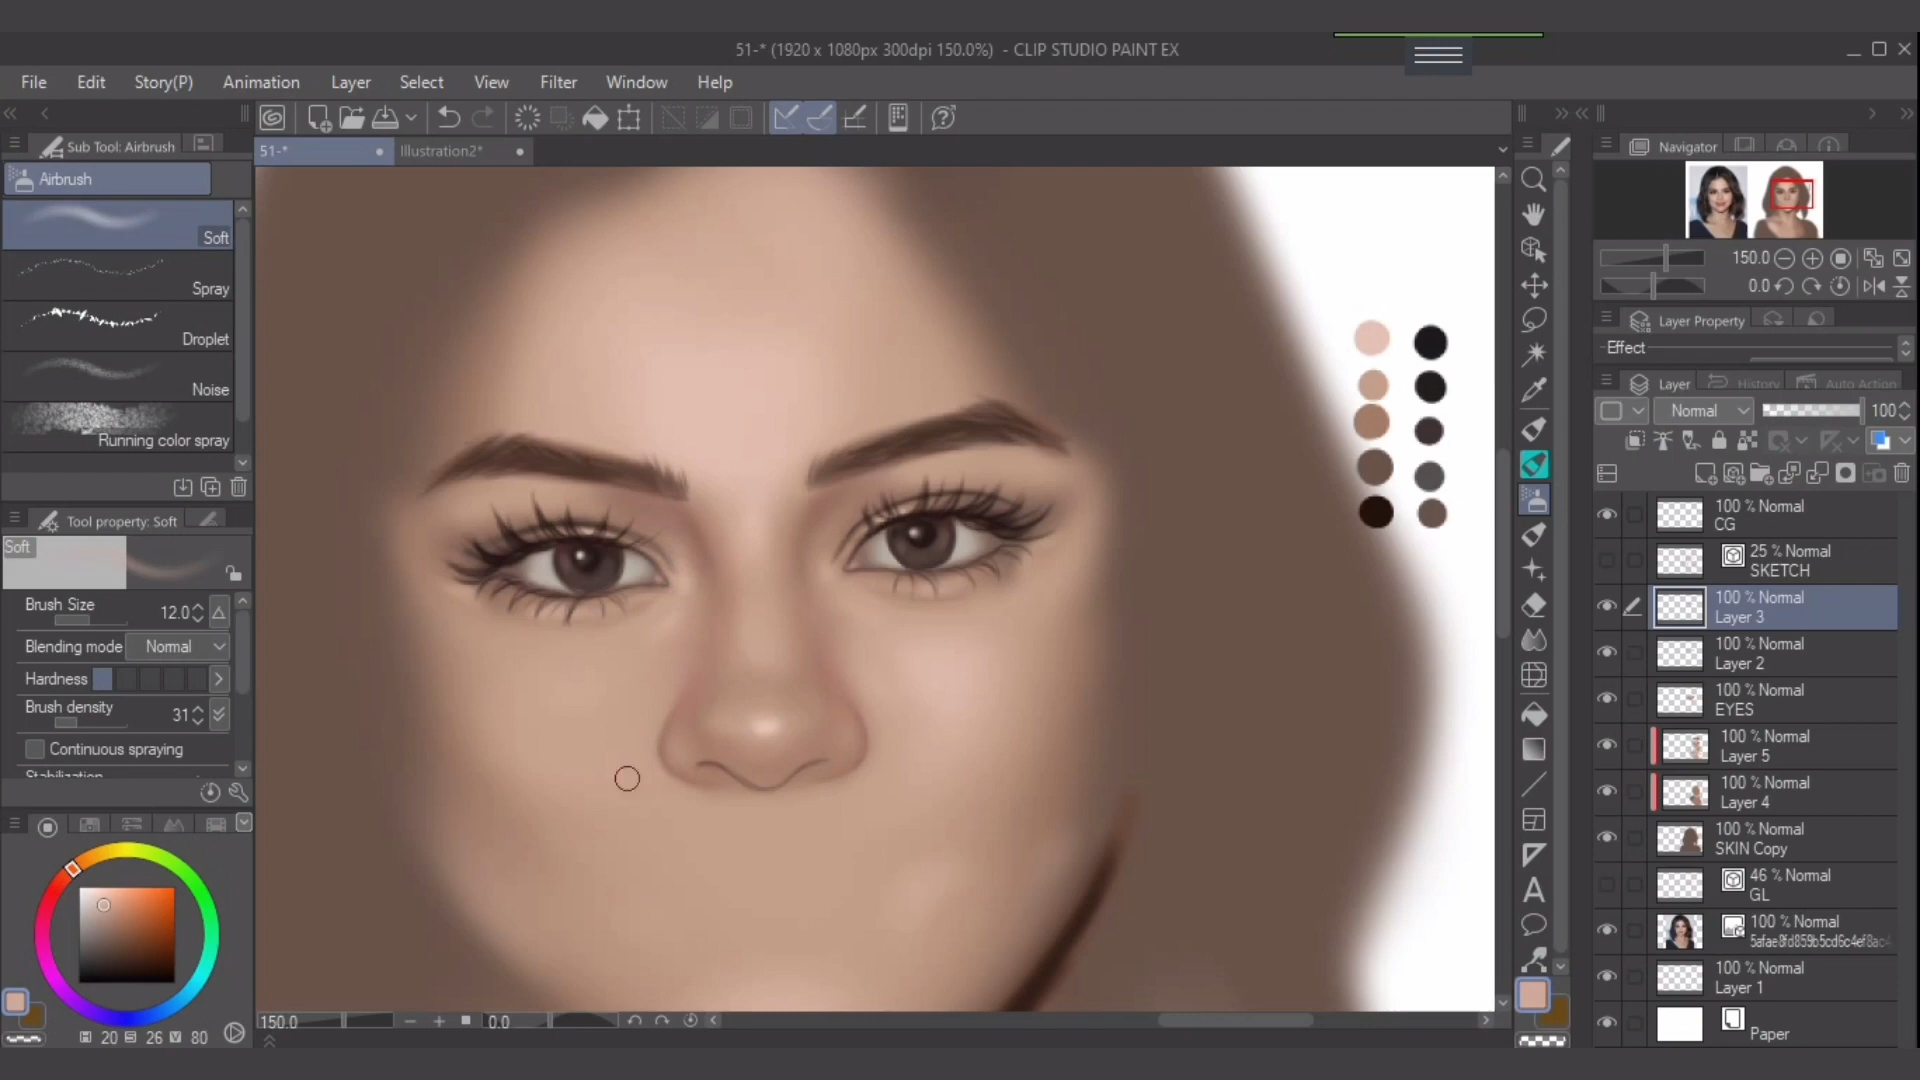 51-* (1920 x 1080px 300dpi 150.0%) - CLIP STUDIO PAINT EX
File Edit Story(P) Animation Layer Select View Filter Window Help
Sub Tool: Airbrush
51-* Illustration2*
Airbrush
Soft
Spray
Droplet
Noise
Running color spray
Tool property: Soft
Soft
Brush Size 12.0
Blending mode Normal
Hardness
Brush density 31
Continuous spraying
Stabilization
20 26 80
150.0 0.0
Navigator
150.0
0.0
Layer Property
Effect
Layer History Auto Action
Normal 100
100 % Normal
CG
25 % Normal
SKETCH
100 % Normal
Layer 3
100 % Normal
Layer 2
100 % Normal
EYES
100 % Normal
Layer 5
100 % Normal
Layer 4
100 % Normal
SKIN Copy
46 % Normal
GL
100 % Normal
5afae8fd859b5cd6c4ef8ac4
100 % Normal
Layer 1
Paper